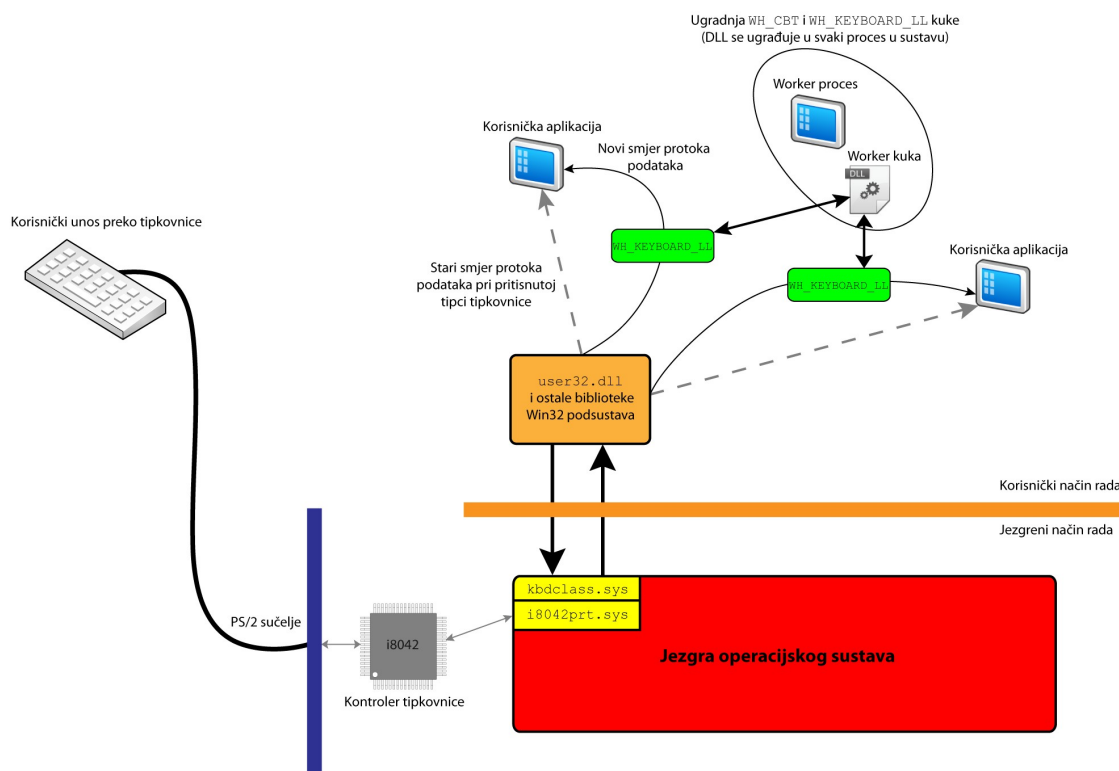 Ugradnja WH_CBT i WH_KEYBOARD_LL kuke
(DLL se ugrađuje u svaki proces u sustavu)
Worker proces
Korisnička aplikacija
Novi smjer protoka
podataka
Worker kuka
DLL
Korisnički unos preko tipkovnice
WH_KEYBOARD_LL
Korisnička aplikacija
Stari smjer protoka
podataka pri pritisnutoj
tipci tipkovnice
WH_KEYBOARD_LL
user32.dll
i ostale biblioteke
Win32 podsustava
Korisnički način rada
Jezgreni način rada
kbdclass.sys
i8042prt.sys
PS/2 sučelje
i8042
Jezgra operacijskog sustava
Kontroler tipkovnice